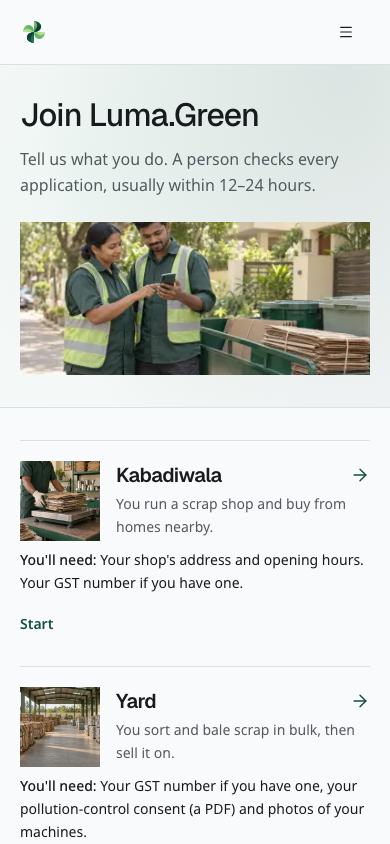 Join Luma.Green
Tell us what you do. A person checks every
application, usually within 12–24 hours.
Kabadiwala
You run a scrap shop and buy from
homes nearby.
You'll need: Your shop's address and opening hours.
Your GST number if you have one.
Start
Yard
You sort and bale scrap in bulk, then
sell it on.
You'll need: Your GST number if you have one, your
pollution-control consent (a PDF) and photos of your
machines.